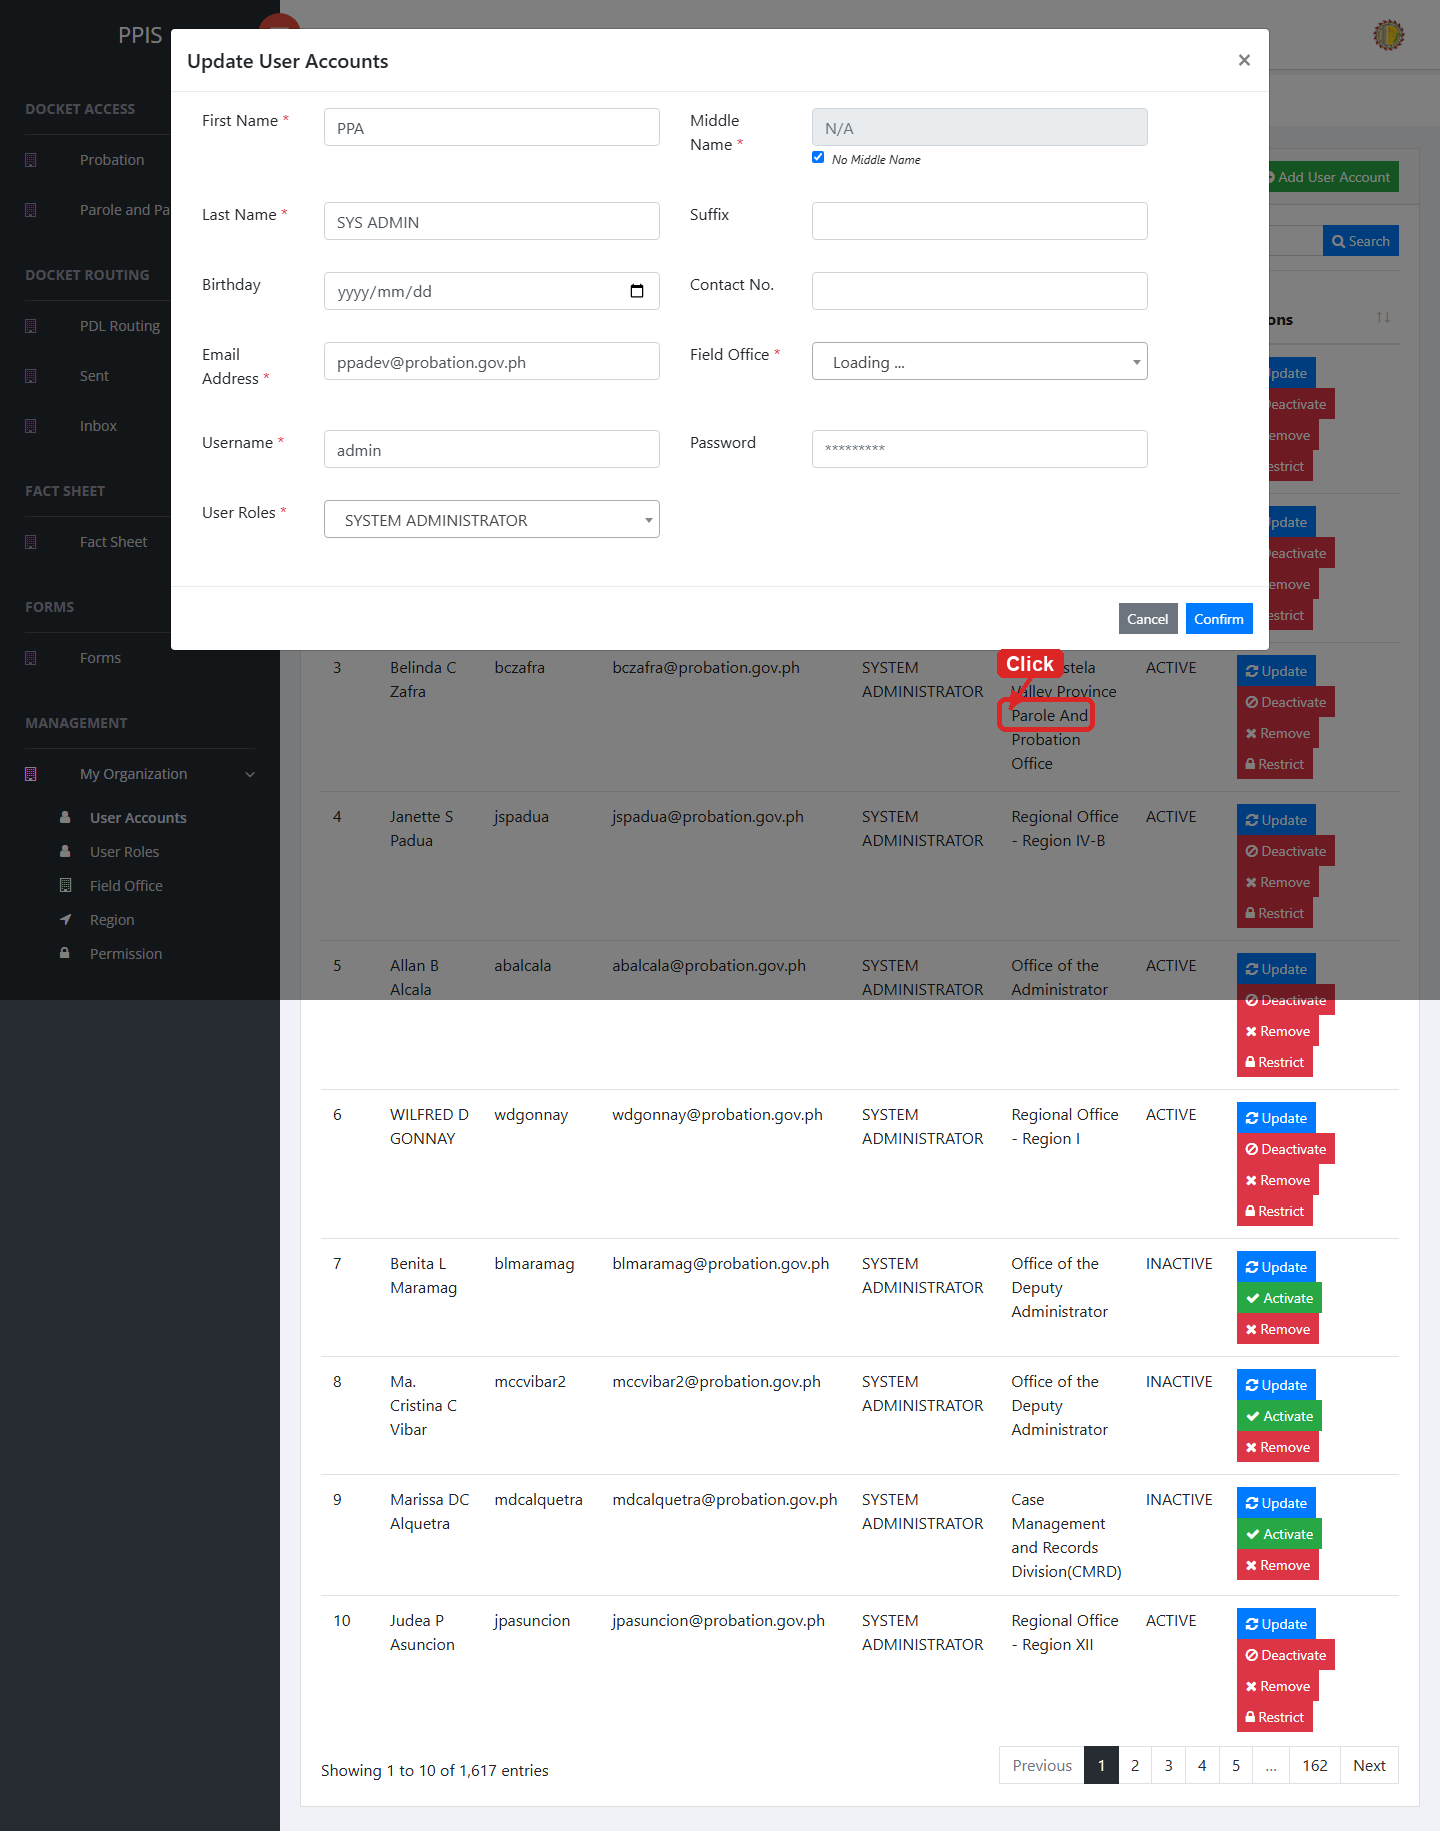 PPIS
Update User Accounts
×
First Name *
PPA
Middle
Name *
N/A
No Middle Name
Last Name *
SYS ADMIN
Suffix
Birthday
yyyy/mm/dd
Contact No.
Email
Address *
ppadev@probation.gov.ph
Field Office *
Loading ...
Username *
admin
Password
*********
User Roles *
SYSTEM ADMINISTRATOR
Cancel
Confirm
DOCKET ACCESS
Probation
Parole and Pa
DOCKET ROUTING
PDL Routing
Sent
Inbox
FACT SHEET
Fact Sheet
FORMS
Forms
MANAGEMENT
My Organization
User Accounts
User Roles
Field Office
Region
Permission
Add User Account
Search
ons
pdate
Deactivate
emove
estrict
pdate
Deactivate
emove
estrict
Click
3 Belinda C bczafra bczafra@probation.gov.ph SYSTEM stela ACTIVE Update
Zafra ADMINISTRATOR Valley Province Deactivate
Parole And Remove
Probation
Office Restrict
4 Janette S jspadua jspadua@probation.gov.ph SYSTEM Regional Office ACTIVE Update
Padua ADMINISTRATOR - Region IV-B Deactivate
Remove
Restrict
5 Allan B abalcala abalcala@probation.gov.ph SYSTEM Office of the ACTIVE Update
Alcala ADMINISTRATOR Administrator Deactivate
Remove
Restrict
6 WILFRED D wdgonnay wdgonnay@probation.gov.ph SYSTEM Regional Office ACTIVE Update
GONNAY ADMINISTRATOR - Region I Deactivate
Remove
Restrict
7 Benita L blmaramag blmaramag@probation.gov.ph SYSTEM Office of the INACTIVE Update
Maramag ADMINISTRATOR Deputy Activate
Administrator Remove
8 Ma. mccvibar2 mccvibar2@probation.gov.ph SYSTEM Office of the INACTIVE Update
Cristina C ADMINISTRATOR Deputy Activate
Vibar Administrator Remove
9 Marissa DC mdcalquetra mdcalquetra@probation.gov.ph SYSTEM Case INACTIVE Update
Alquetra ADMINISTRATOR Management Activate
and Records Remove
Division(CMRD)
10 Judea P jpasuncion jpasuncion@probation.gov.ph SYSTEM Regional Office ACTIVE Update
Asuncion ADMINISTRATOR - Region XII Deactivate
Remove
Restrict
Showing 1 to 10 of 1,617 entries
Previous 1 2 3 4 5 ... 162 Next